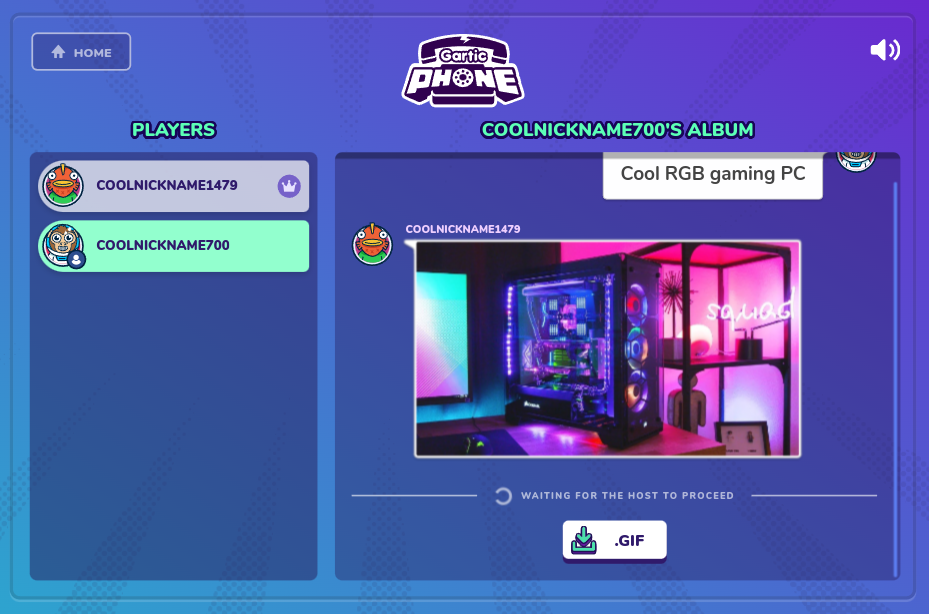 HOME
Gartic
PHONE
PLAYERS
COOLNICKNAME700'S ALBUM
COOLNICKNAME1479
COOLNICKNAME700
Cool RGB gaming PC
COOLNICKNAME1479
squad
WAITING FOR THE HOST TO PROCEED
.GIF